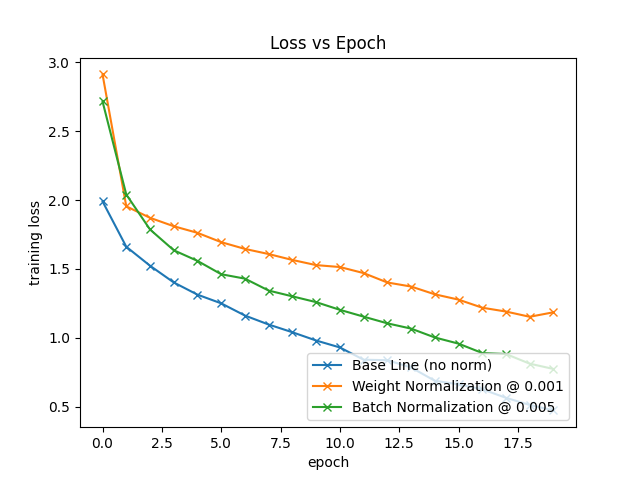 Loss vs Epoch
training loss
3.0
2.5
2.0
1.5
1.0
0.5
0.0 2.5 5.0 7.5 10.0 12.5 15.0 17.5
epoch
Base Line (no norm)
Weight Normalization @ 0.001
Batch Normalization @ 0.005